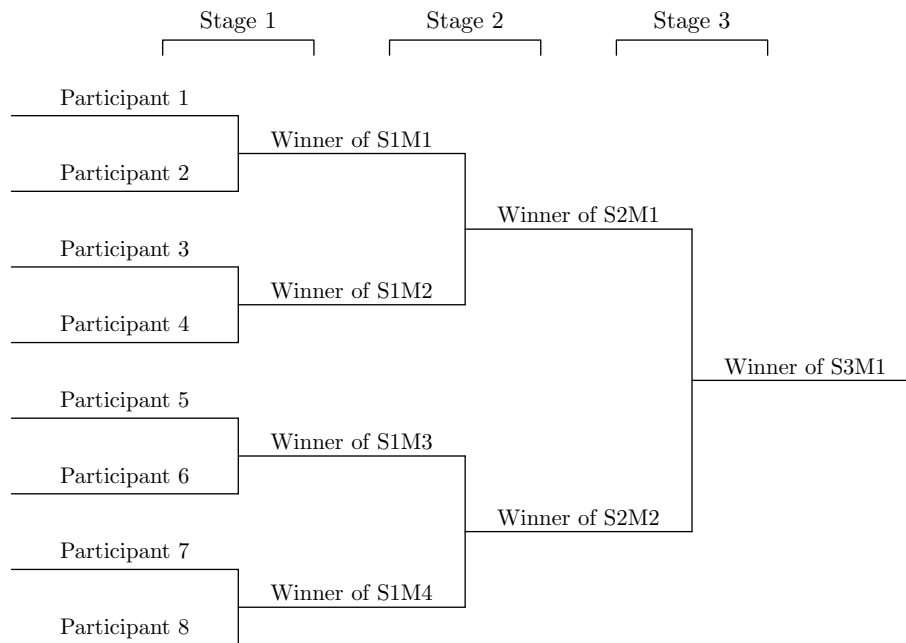 Stage 1
Stage 2
Stage 3
Participant 1
Winner of S1M1
Participant 2
Winner of S2M1
Participant 3
Winner of S1M2
Participant 4
Winner of S3M1
Participant 5
Winner of S1M3
Participant 6
Winner of S2M2
Participant 7
Winner of S1M4
Participant 8